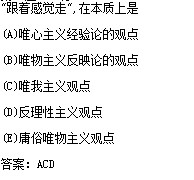 "跟着感觉走",在本质上是
(A)唯心主义经验论的观点
(B)唯物主义反映论的观点
(C)唯我主义观点
(D)反理性主义观点
(E)庸俗唯物主义观点
答案: ACD